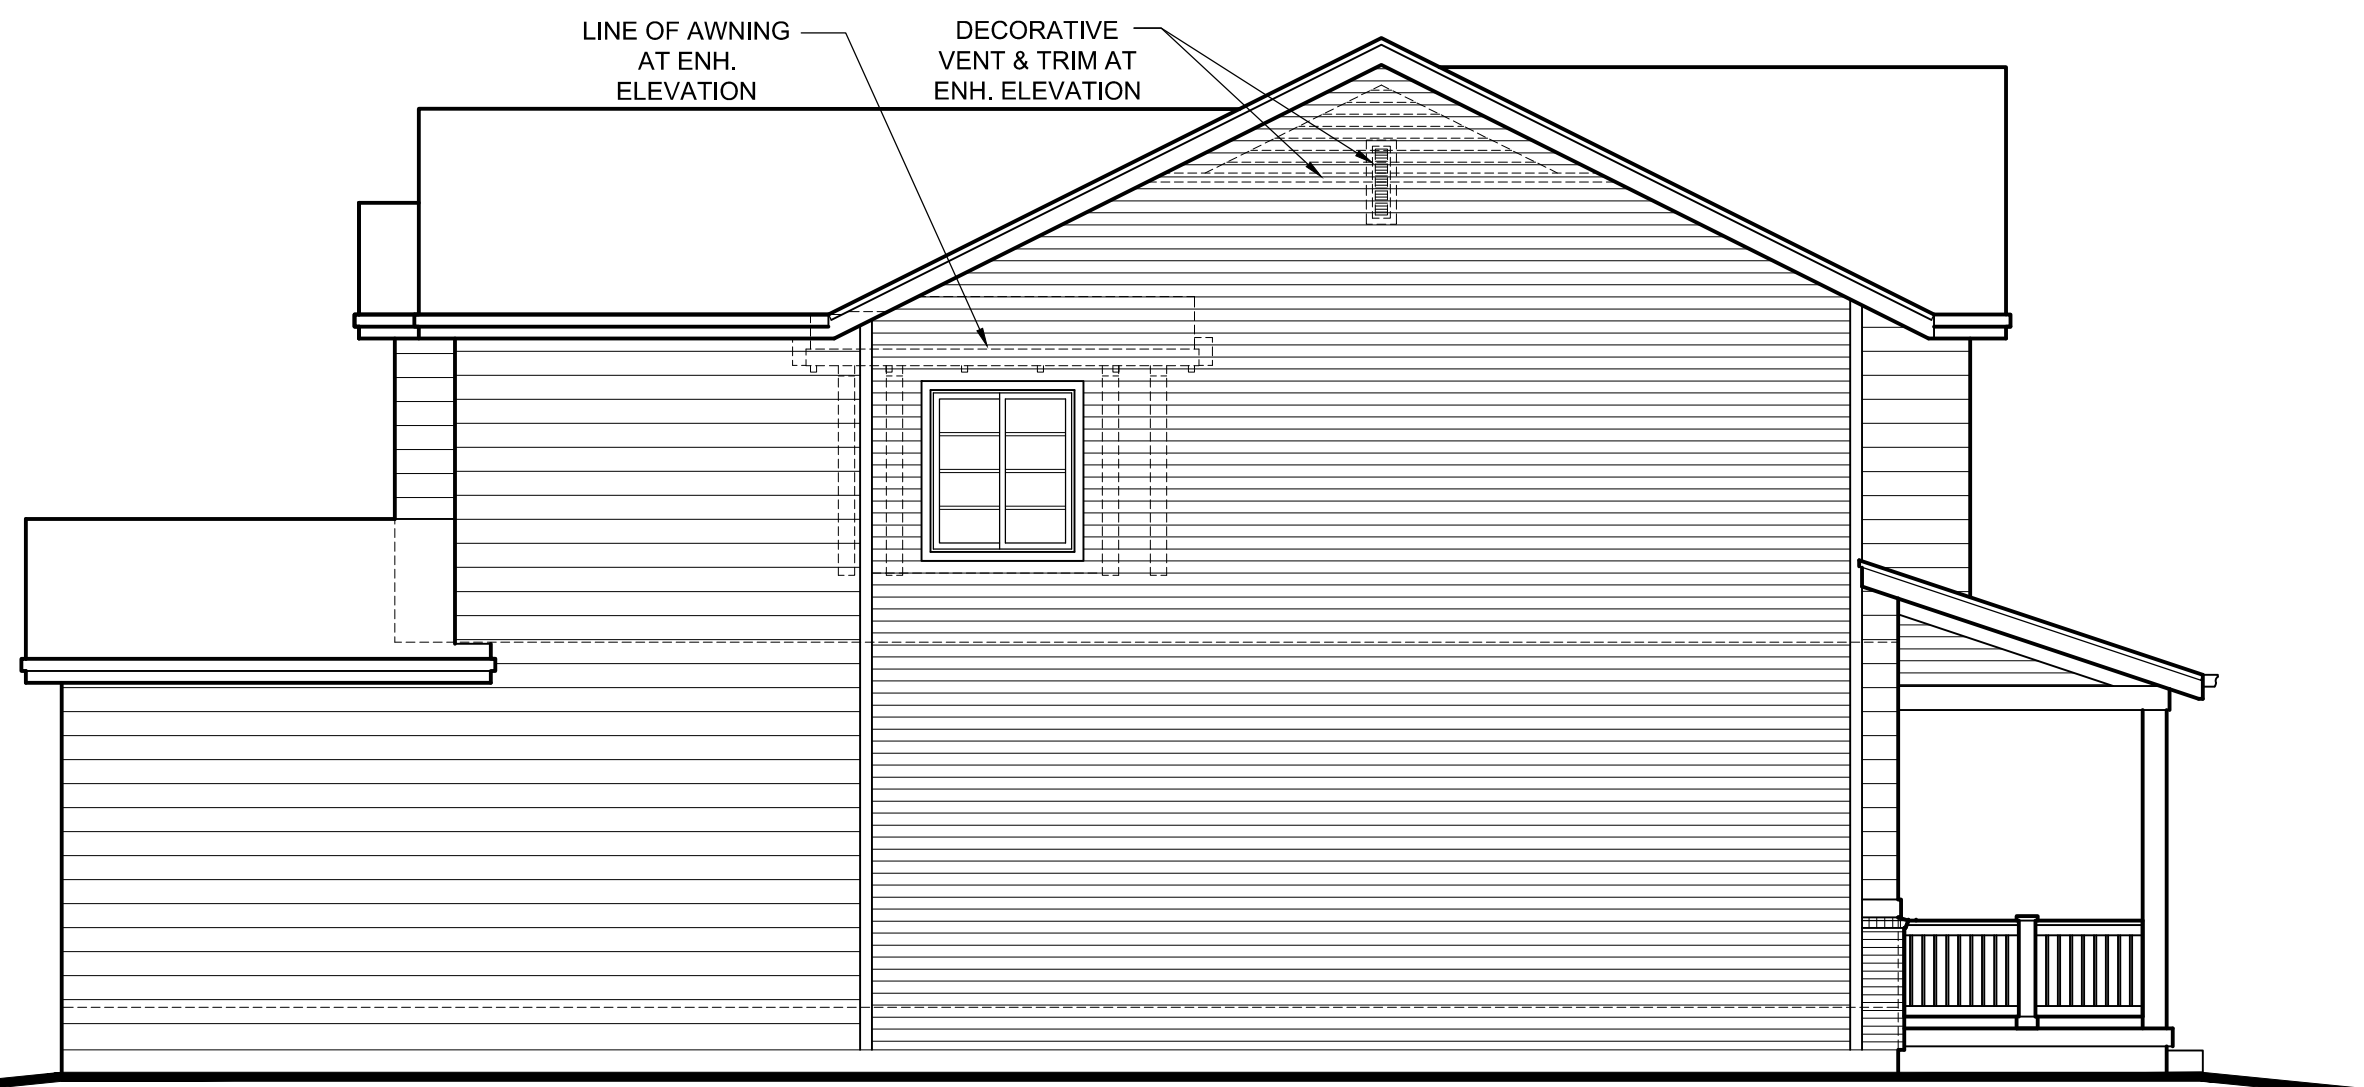 LINE OF AWNING
AT ENH.
ELEVATION
DECORATIVE
VENT & TRIM AT
ENH. ELEVATION